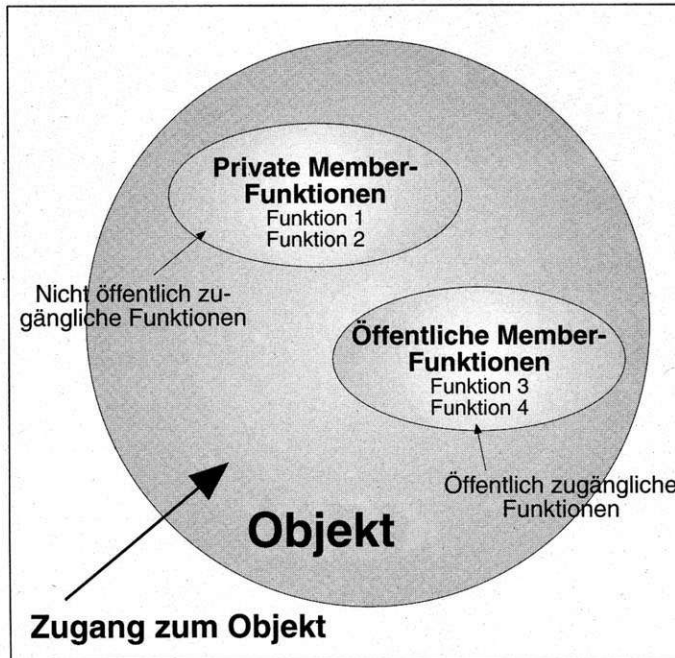 Private Member-
Funktionen
Funktion 1
Funktion 2
Nicht öffentlich zu-
gängliche Funktionen
Öffentliche Member-
Funktionen
Funktion 3
Funktion 4
Öffentlich zugängliche
Funktionen
Objekt
Zugang zum Objekt